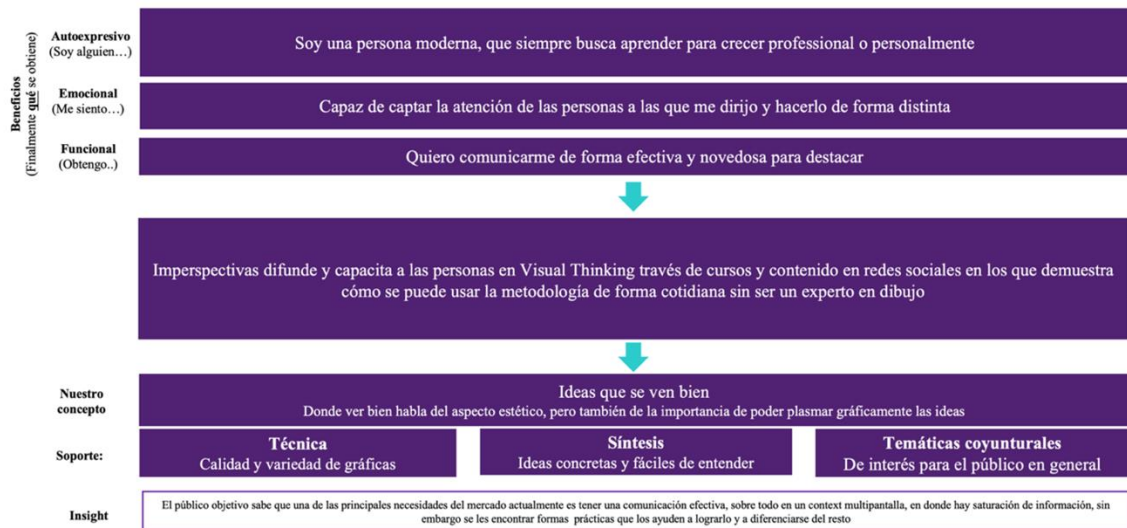 Beneficios
(Finalmente qué se obtiene)
Autoexpresivo
(Soy alguien…)
Soy una persona moderna, que siempre busca aprender para crecer professional o personalmente
Emocional
(Me siento…)
Capaz de captar la atención de las personas a las que me dirijo y hacerlo de forma distinta
Funcional
(Obtengo..)
Quiero comunicarme de forma efectiva y novedosa para destacar
Imperspectivas difunde y capacita a las personas en Visual Thinking través de cursos y contenido en redes sociales en los que demuestra
cómo se puede usar la metodología de forma cotidiana sin ser un experto en dibujo
Nuestro
concepto
Ideas que se ven bien
Donde ver bien habla del aspecto estético, pero también de la importancia de poder plasmar gráficamente las ideas
Soporte:
Técnica
Calidad y variedad de gráficas
Síntesis
Ideas concretas y fáciles de entender
Temáticas coyunturales
De interés para el público en general
Insight
El público objetivo sabe que una de las principales necesidades del mercado actualmente es tener una comunicación efectiva, sobre todo en un context multipantalla, en donde hay saturación de información, sin
embargo se les encontrar formas prácticas que los ayuden a lograrlo y a diferenciarse del resto